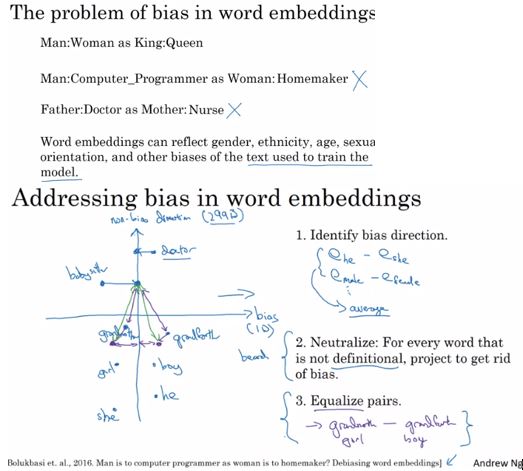 The problem of bias in word embeddings
Man:Woman as King:Queen
Man:Computer_Programmer as Woman:Homemaker
Father:Doctor as Mother:Nurse
Word embeddings can reflect gender, ethnicity, age, sexua
orientation, and other biases of the text used to train the
model.
Addressing bias in word embeddings
non-bias direction (299D)
doctor
babysitter
bias
(1D)
grandmother
grandfather
beard
girl
boy
he
she
1. Identify bias direction.
e he - e she
e male - e female
average
2. Neutralize: For every word that
is not definitional, project to get rid
of bias.
3. Equalize pairs.
→ grandmother - grandfather
girl boy
Bolukbasi et. al., 2016. Man is to computer programmer as woman is to homemaker? Debiasing word embeddings]
Andrew Ng